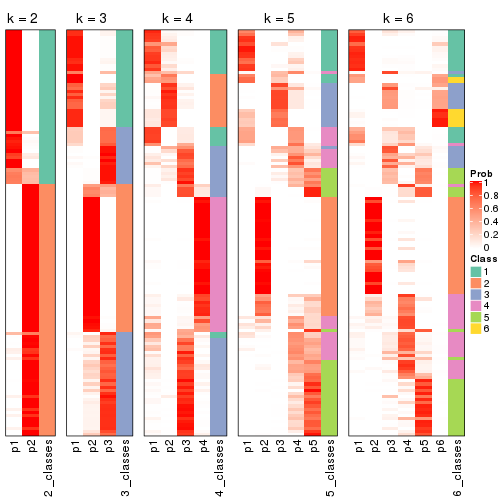 k = 2
k = 3
k = 4
k = 5
k = 6
Prob
1
0.8
0.6
0.4
0.2
0
Class
1
2
3
4
5
6
p1
p2
2_classes
p1
p2
p3
3_classes
p1
p2
p3
p4
4_classes
p1
p2
p3
p4
p5
5_classes
p1
p2
p3
p4
p5
p6
6_classes